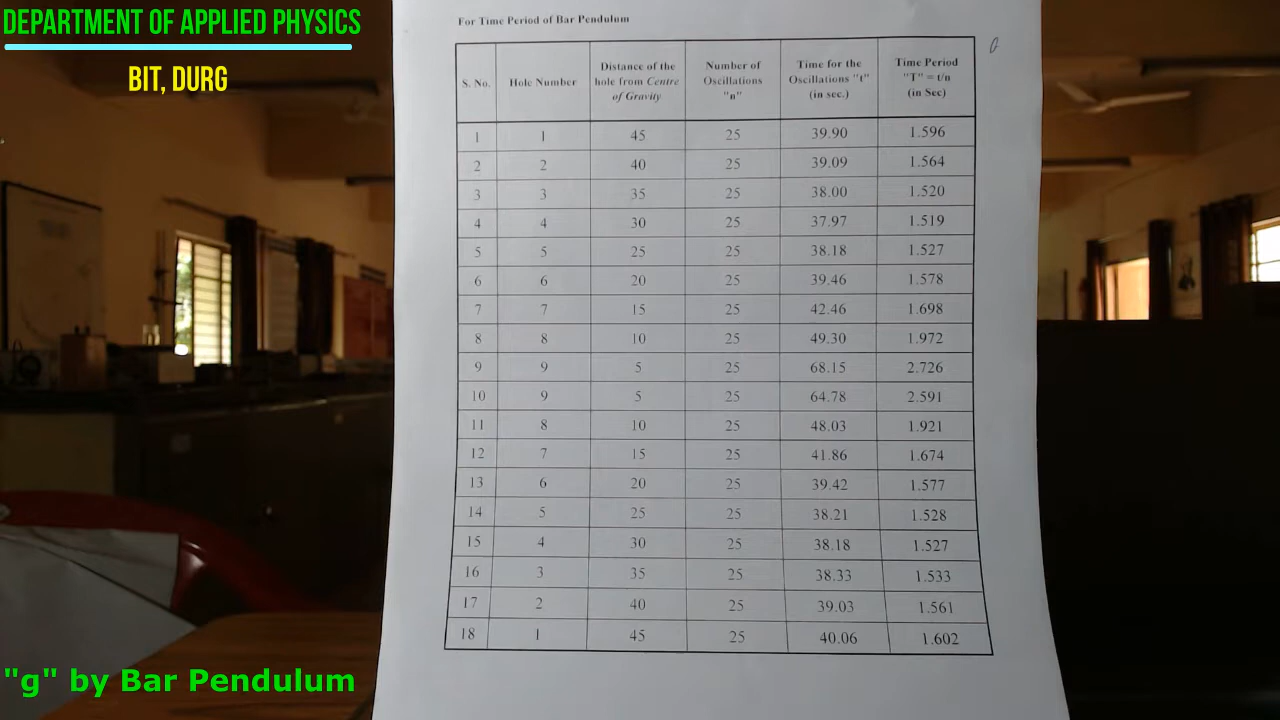 DEPARTMENT OF APPLIED PHYSICS
BIT, DURG
For Time Period of Bar Pendulum
S. No. Hole Number Distance of the hole from Centre of Gravity Number of Oscillations "n" Time for the Oscillations "t" (in sec.) Time Period "T" = t/n (in Sec)
1 1 45 25 39.90 1.596
2 2 40 25 39.09 1.564
3 3 35 25 38.00 1.520
4 4 30 25 37.97 1.519
5 5 25 25 38.18 1.527
6 6 20 25 39.46 1.578
7 7 15 25 42.46 1.698
8 8 10 25 49.30 1.972
9 9 5 25 68.15 2.726
10 9 5 25 64.78 2.591
11 8 10 25 48.03 1.921
12 7 15 25 41.86 1.674
13 6 20 25 39.42 1.577
14 5 25 25 38.21 1.528
15 4 30 25 38.18 1.527
16 3 35 25 38.33 1.533
17 2 40 25 39.03 1.561
18 1 45 25 40.06 1.602
"g" by Bar Pendulum